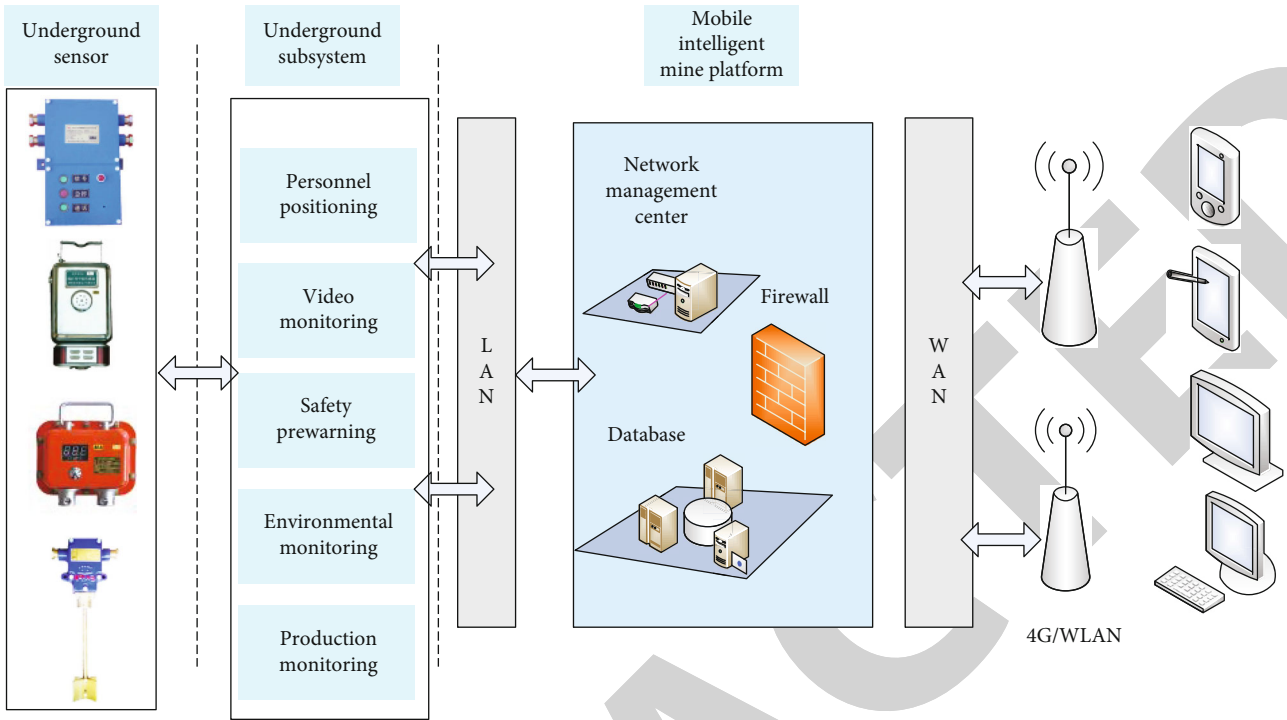 Underground
sensor
Underground
subsystem
Mobile
intelligent
mine platform
Personnel
positioning
Video
monitoring
Safety
prewarning
Environmental
monitoring
Production
monitoring
L
A
N
Network
management
center
Firewall
Database
W
A
N
4G/WLAN